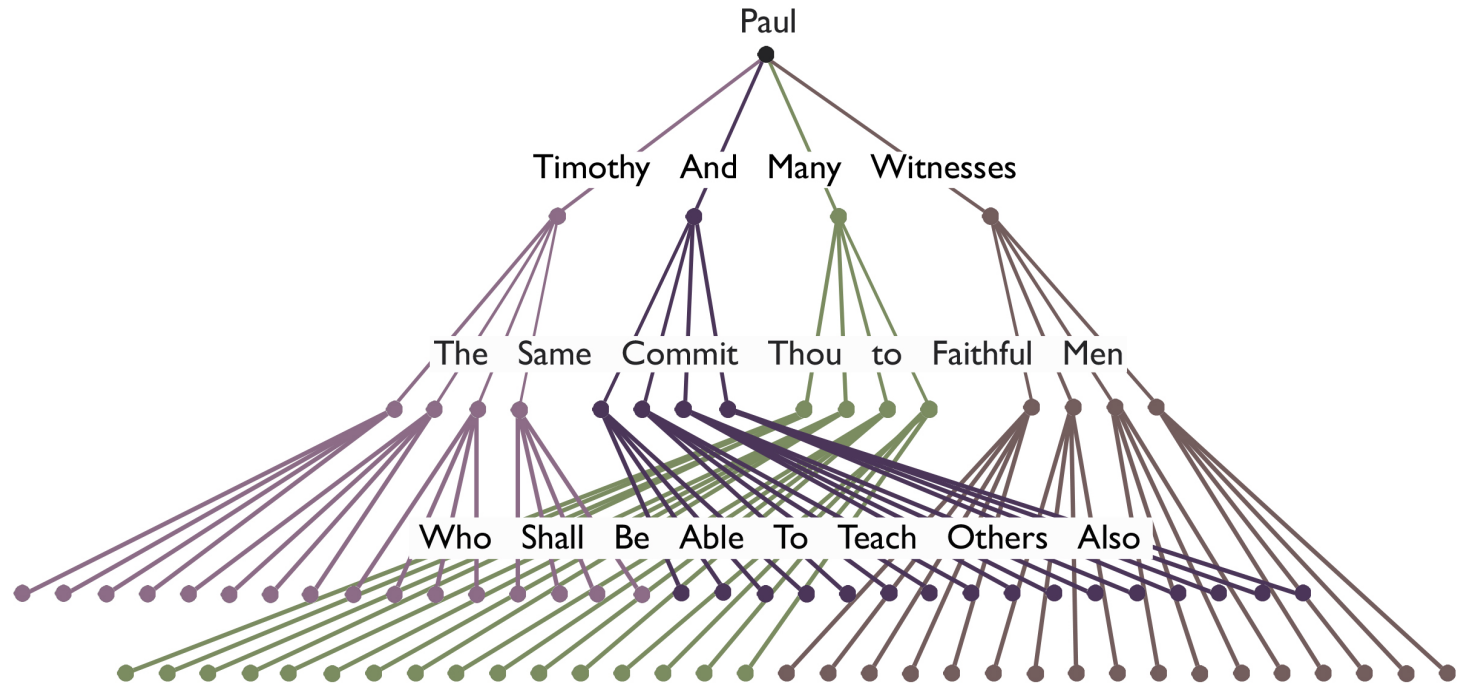 Paul
Timothy And Many Witnesses
The Same Commit Thou to Faithful Men
Who Shall Be Able To Teach Others Also